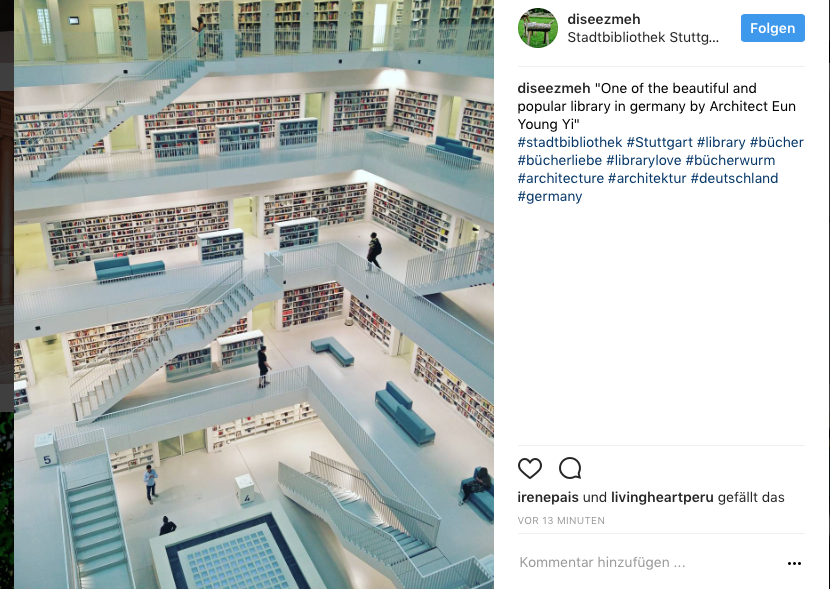 diseezmeh
Stadtbibliothek Stuttg...
Folgen
diseezmeh "One of the beautiful and
popular library in germany by Architect Eun
Young Yi"
#stadtbibliothek #Stuttgart #library #bücher
#bücherliebe #librarylove #bücherwurm
#architecture #architektur #deutschland
#germany
5
4
irenepais und livingheartperu gefällt das
VOR 13 MINUTEN
Kommentar hinzufügen ...